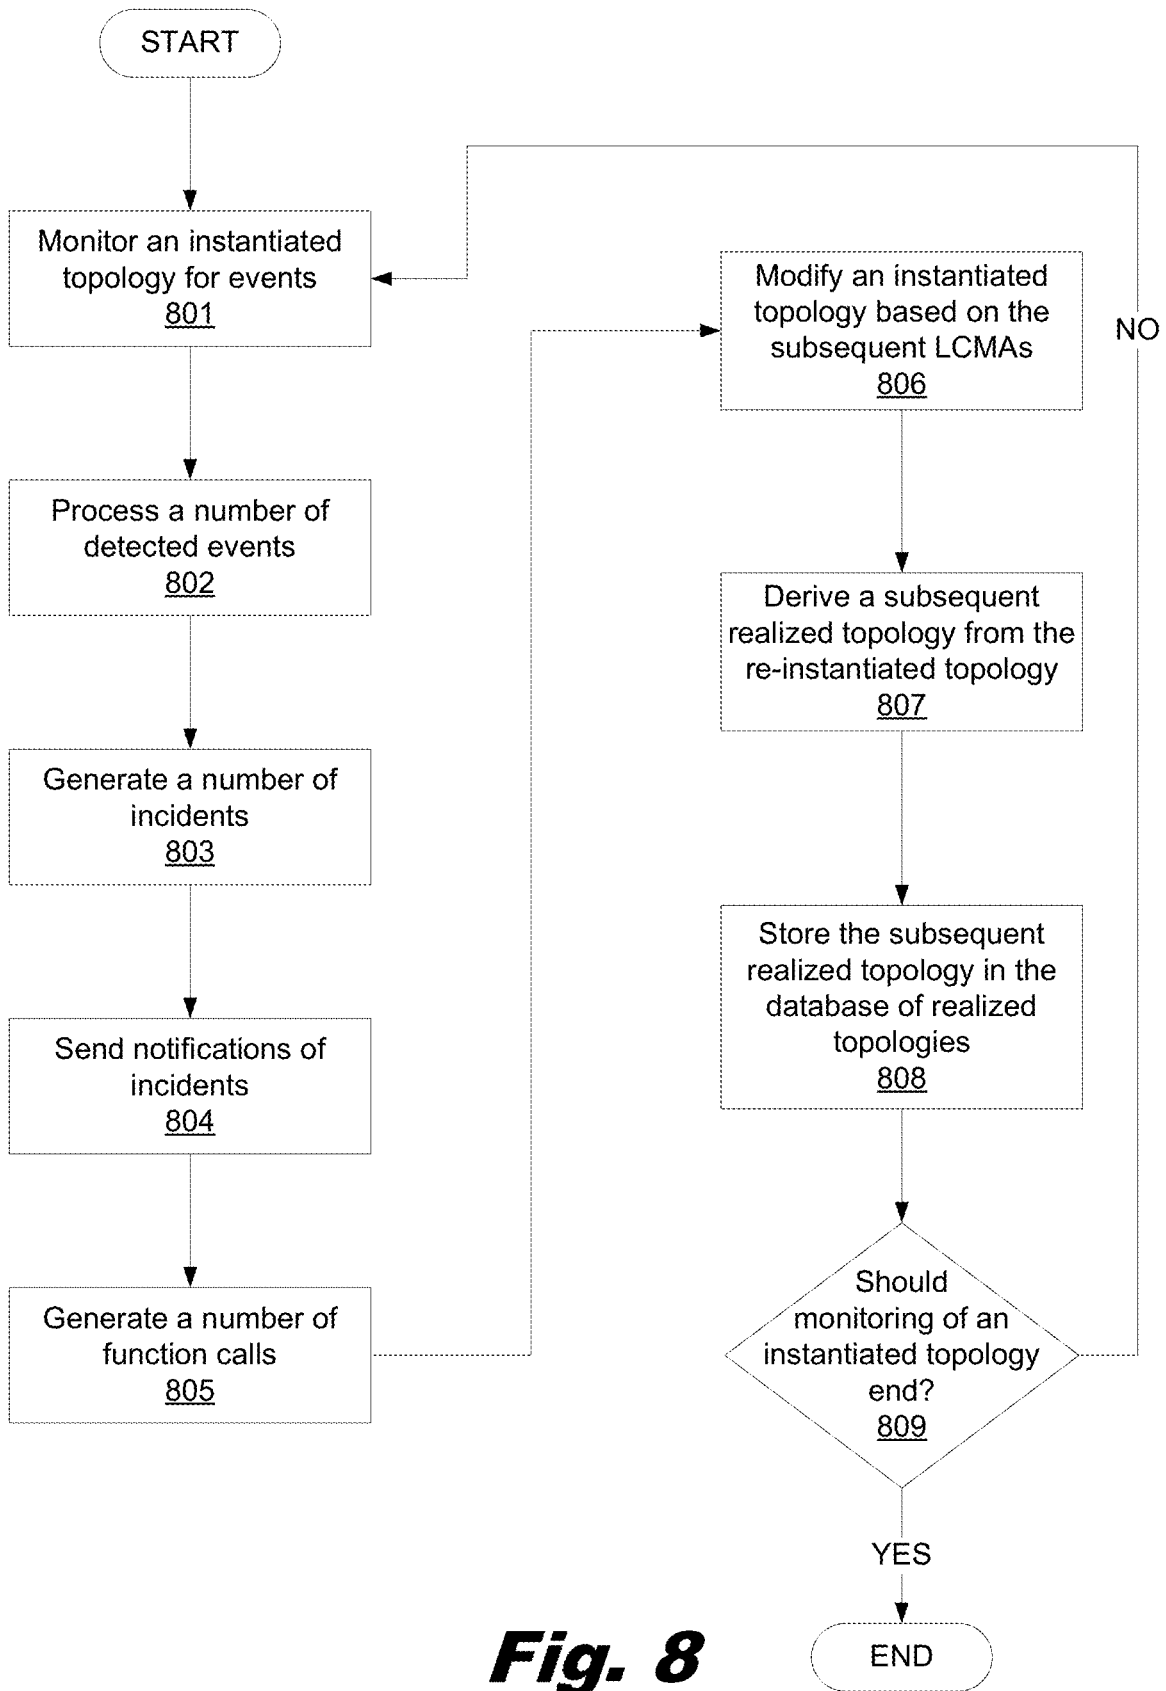 START
Monitor an instantiated
topology for events
801
Process a number of
detected events
802
Generate a number of
incidents
803
Send notifications of
incidents
804
Generate a number of
function calls
805
Modify an instantiated
topology based on the
subsequent LCMAs
806
Derive a subsequent
realized topology from the
re-instantiated topology
807
Store the subsequent
realized topology in the
database of realized
topologies
808
Should
monitoring of an
instantiated topology
end?
809
NO
YES
END
Fig. 8